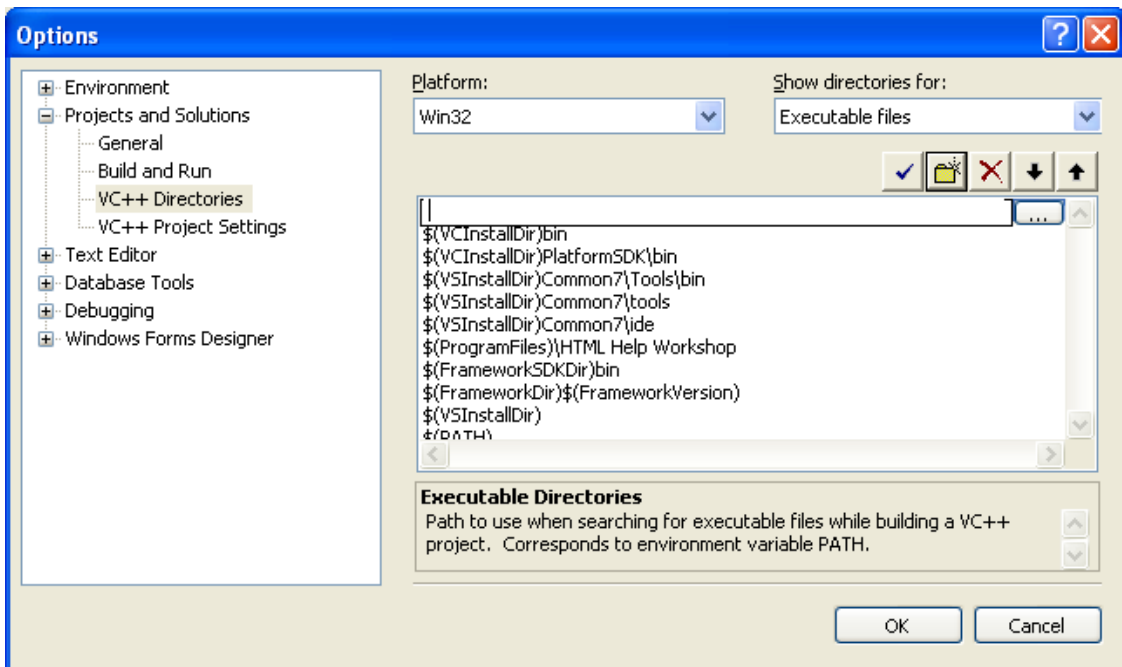 Options
Environment
Projects and Solutions
General
Build and Run
VC++ Directories
VC++ Project Settings
Text Editor
Database Tools
Debugging
Windows Forms Designer
Platform:
Win32
Show directories for:
Executable files
...
$(VCInstallDir)bin
$(VCInstallDir)PlatformSDK\bin
$(VSInstallDir)Common7\Tools\bin
$(VSInstallDir)Common7\tools
$(VSInstallDir)Common7\ide
$(ProgramFiles)\HTML Help Workshop
$(FrameworkSDKDir)bin
$(FrameworkDir)$(FrameworkVersion)
$(VSInstallDir)
$(PATH)
Executable Directories
Path to use when searching for executable files while building a VC++
project. Corresponds to environment variable PATH.
OK
Cancel